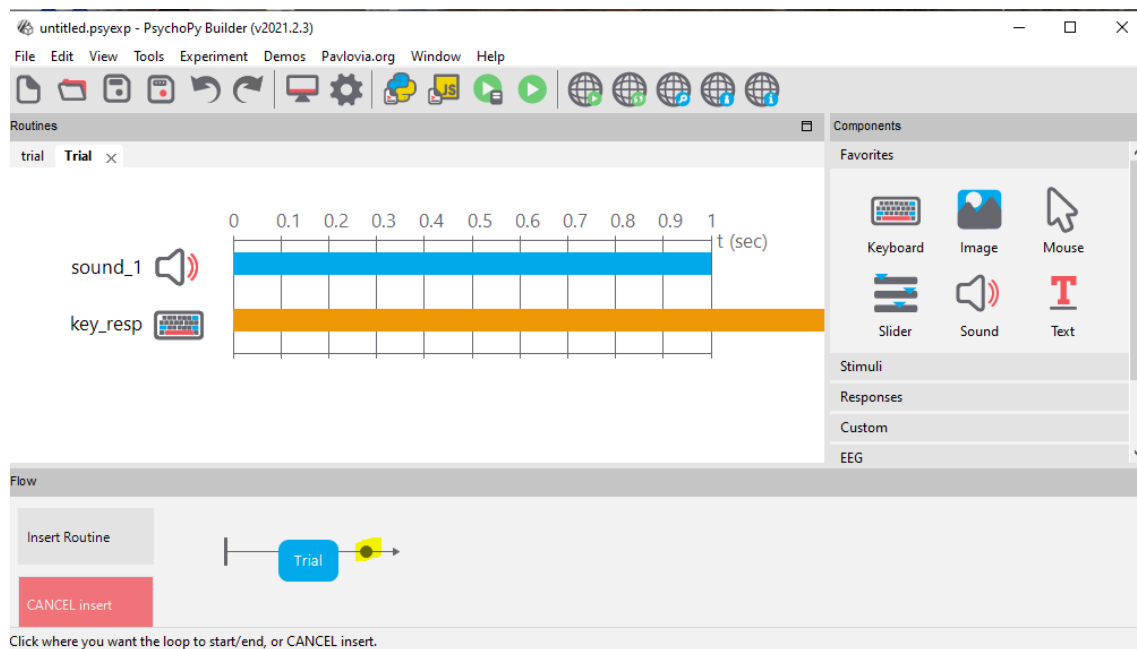 untitled.psyexp - PsychoPy Builder (v2021.2.3)
File Edit View Tools Experiment Demos Pavlovia.org Window Help
JS
Routines
Components
trial Trial
Favorites
0 0.1 0.2 0.3 0.4 0.5 0.6 0.7 0.8 0.9 1
t (sec)
sound_1
key_resp
Keyboard Image Mouse
T
Slider Sound Text
Stimuli
Responses
Custom
EEG
Flow
Insert Routine
Trial
CANCEL insert
Click where you want the loop to start/end, or CANCEL insert.